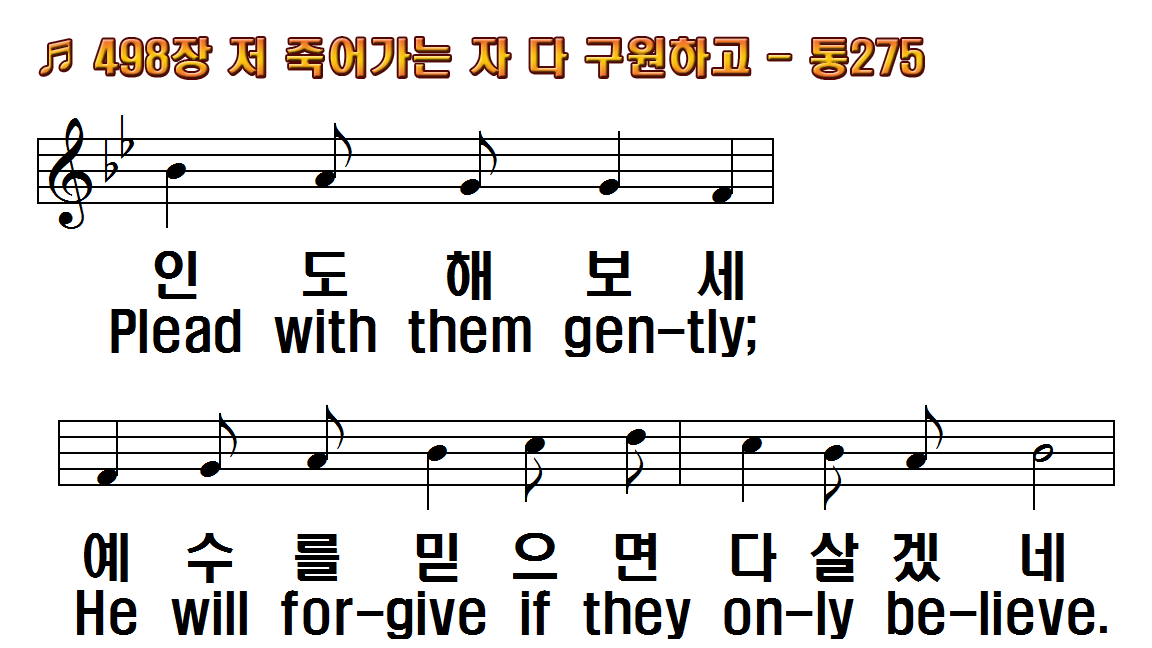 ♬ 498장 저 죽어가는 자 다 구원하고 - 통275
인 도 해 보 세
Plead with them gen-tly;
예 수 를 믿 으 면 다 살 겠 네
He will for-give if they on-ly be-lieve.